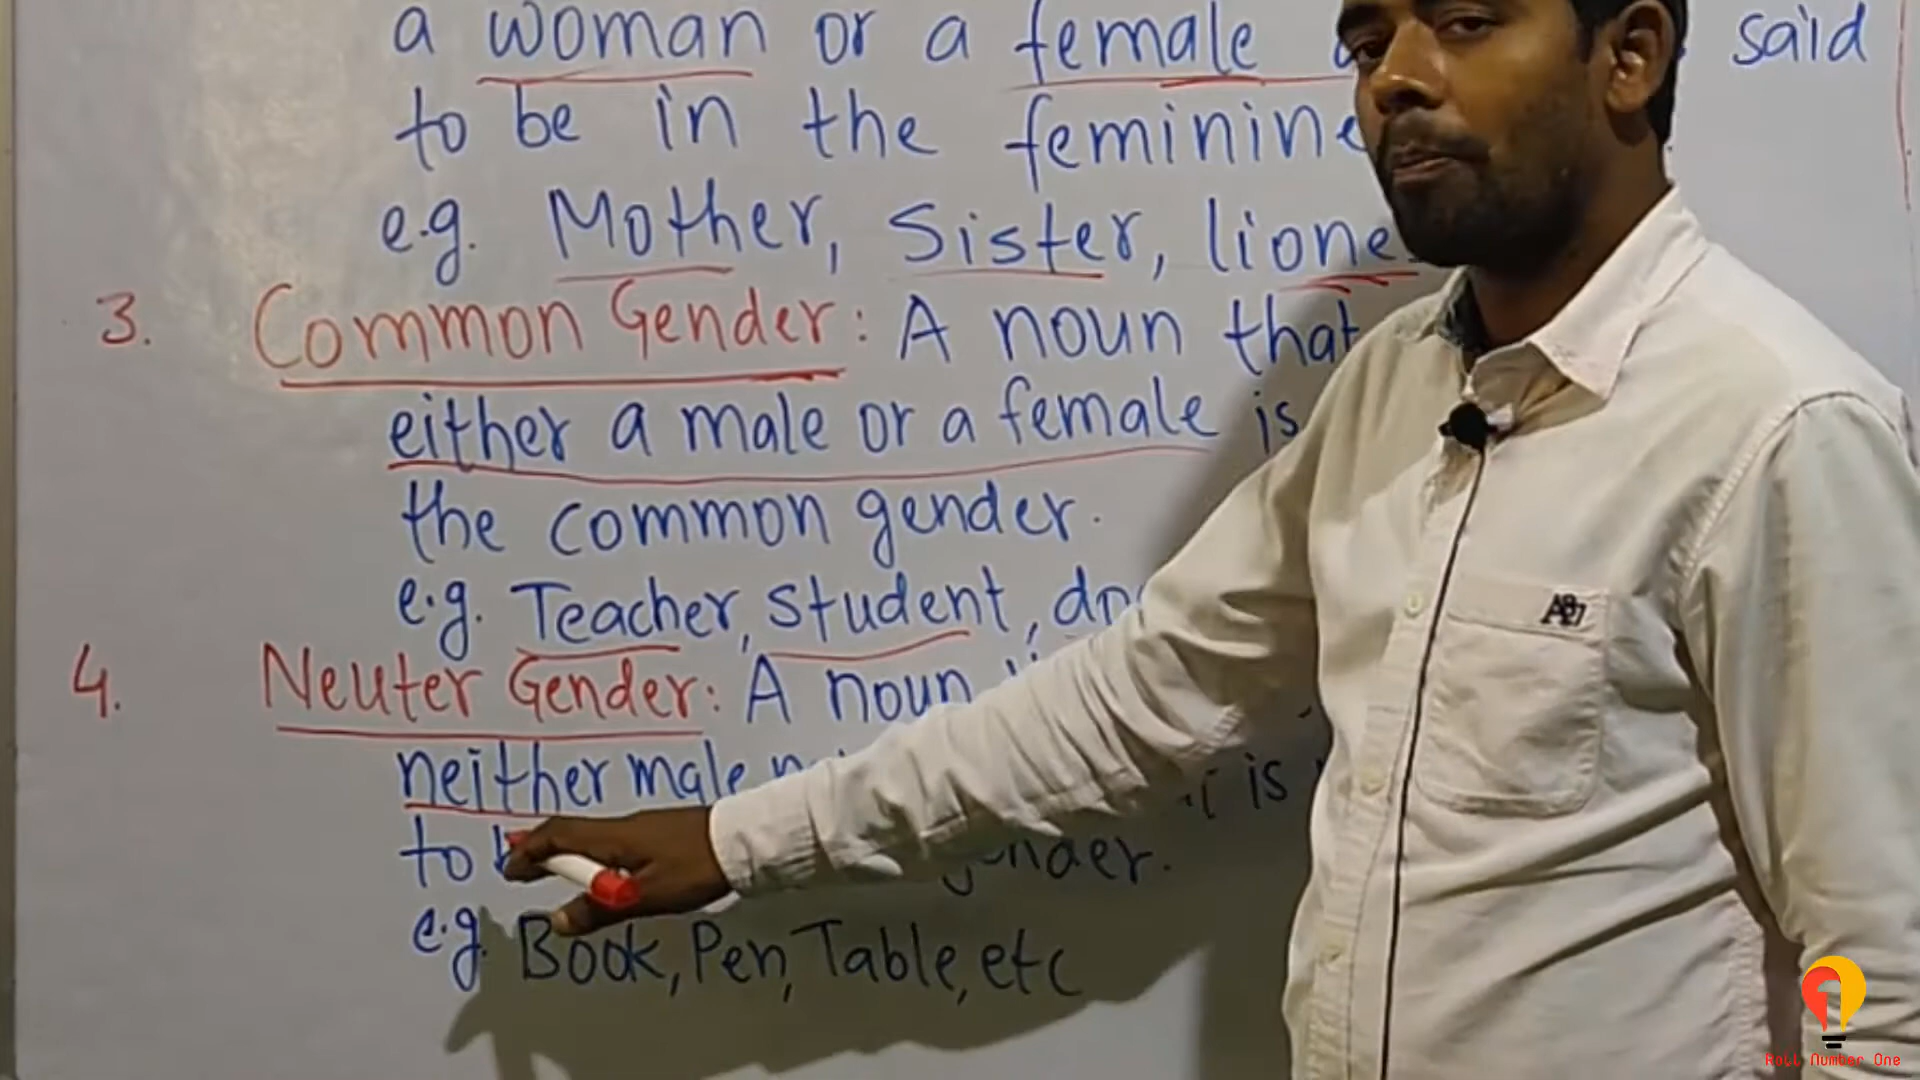 a woman or a female said
to be in the feminine
e.g. Mother, Sister, lione
3. Common Gender: A noun that
either a male or a female is
the common gender.
e.g. Teacher, student,
4. Neuter Gender: A noun
neither male is
to gender.
e.g. Book, Pen, Table, etc
A87
Roll Number One